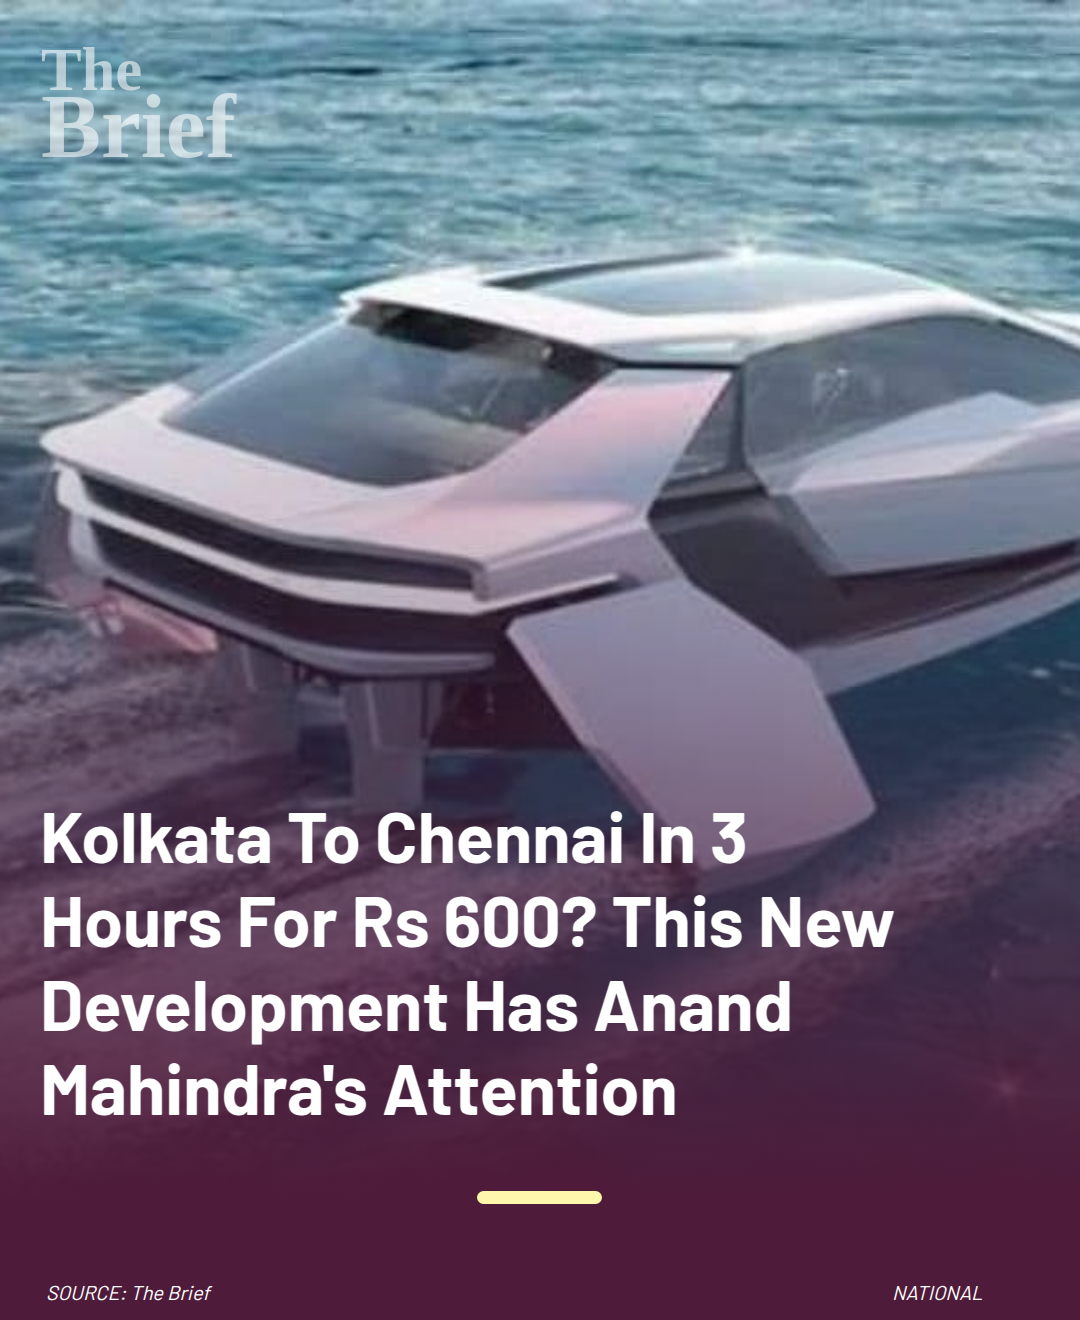 The
Brief
Kolkata To Chennai In 3
Hours For Rs 600? This New
Development Has Anand
Mahindra's Attention
SOURCE: The Brief
NATIONAL